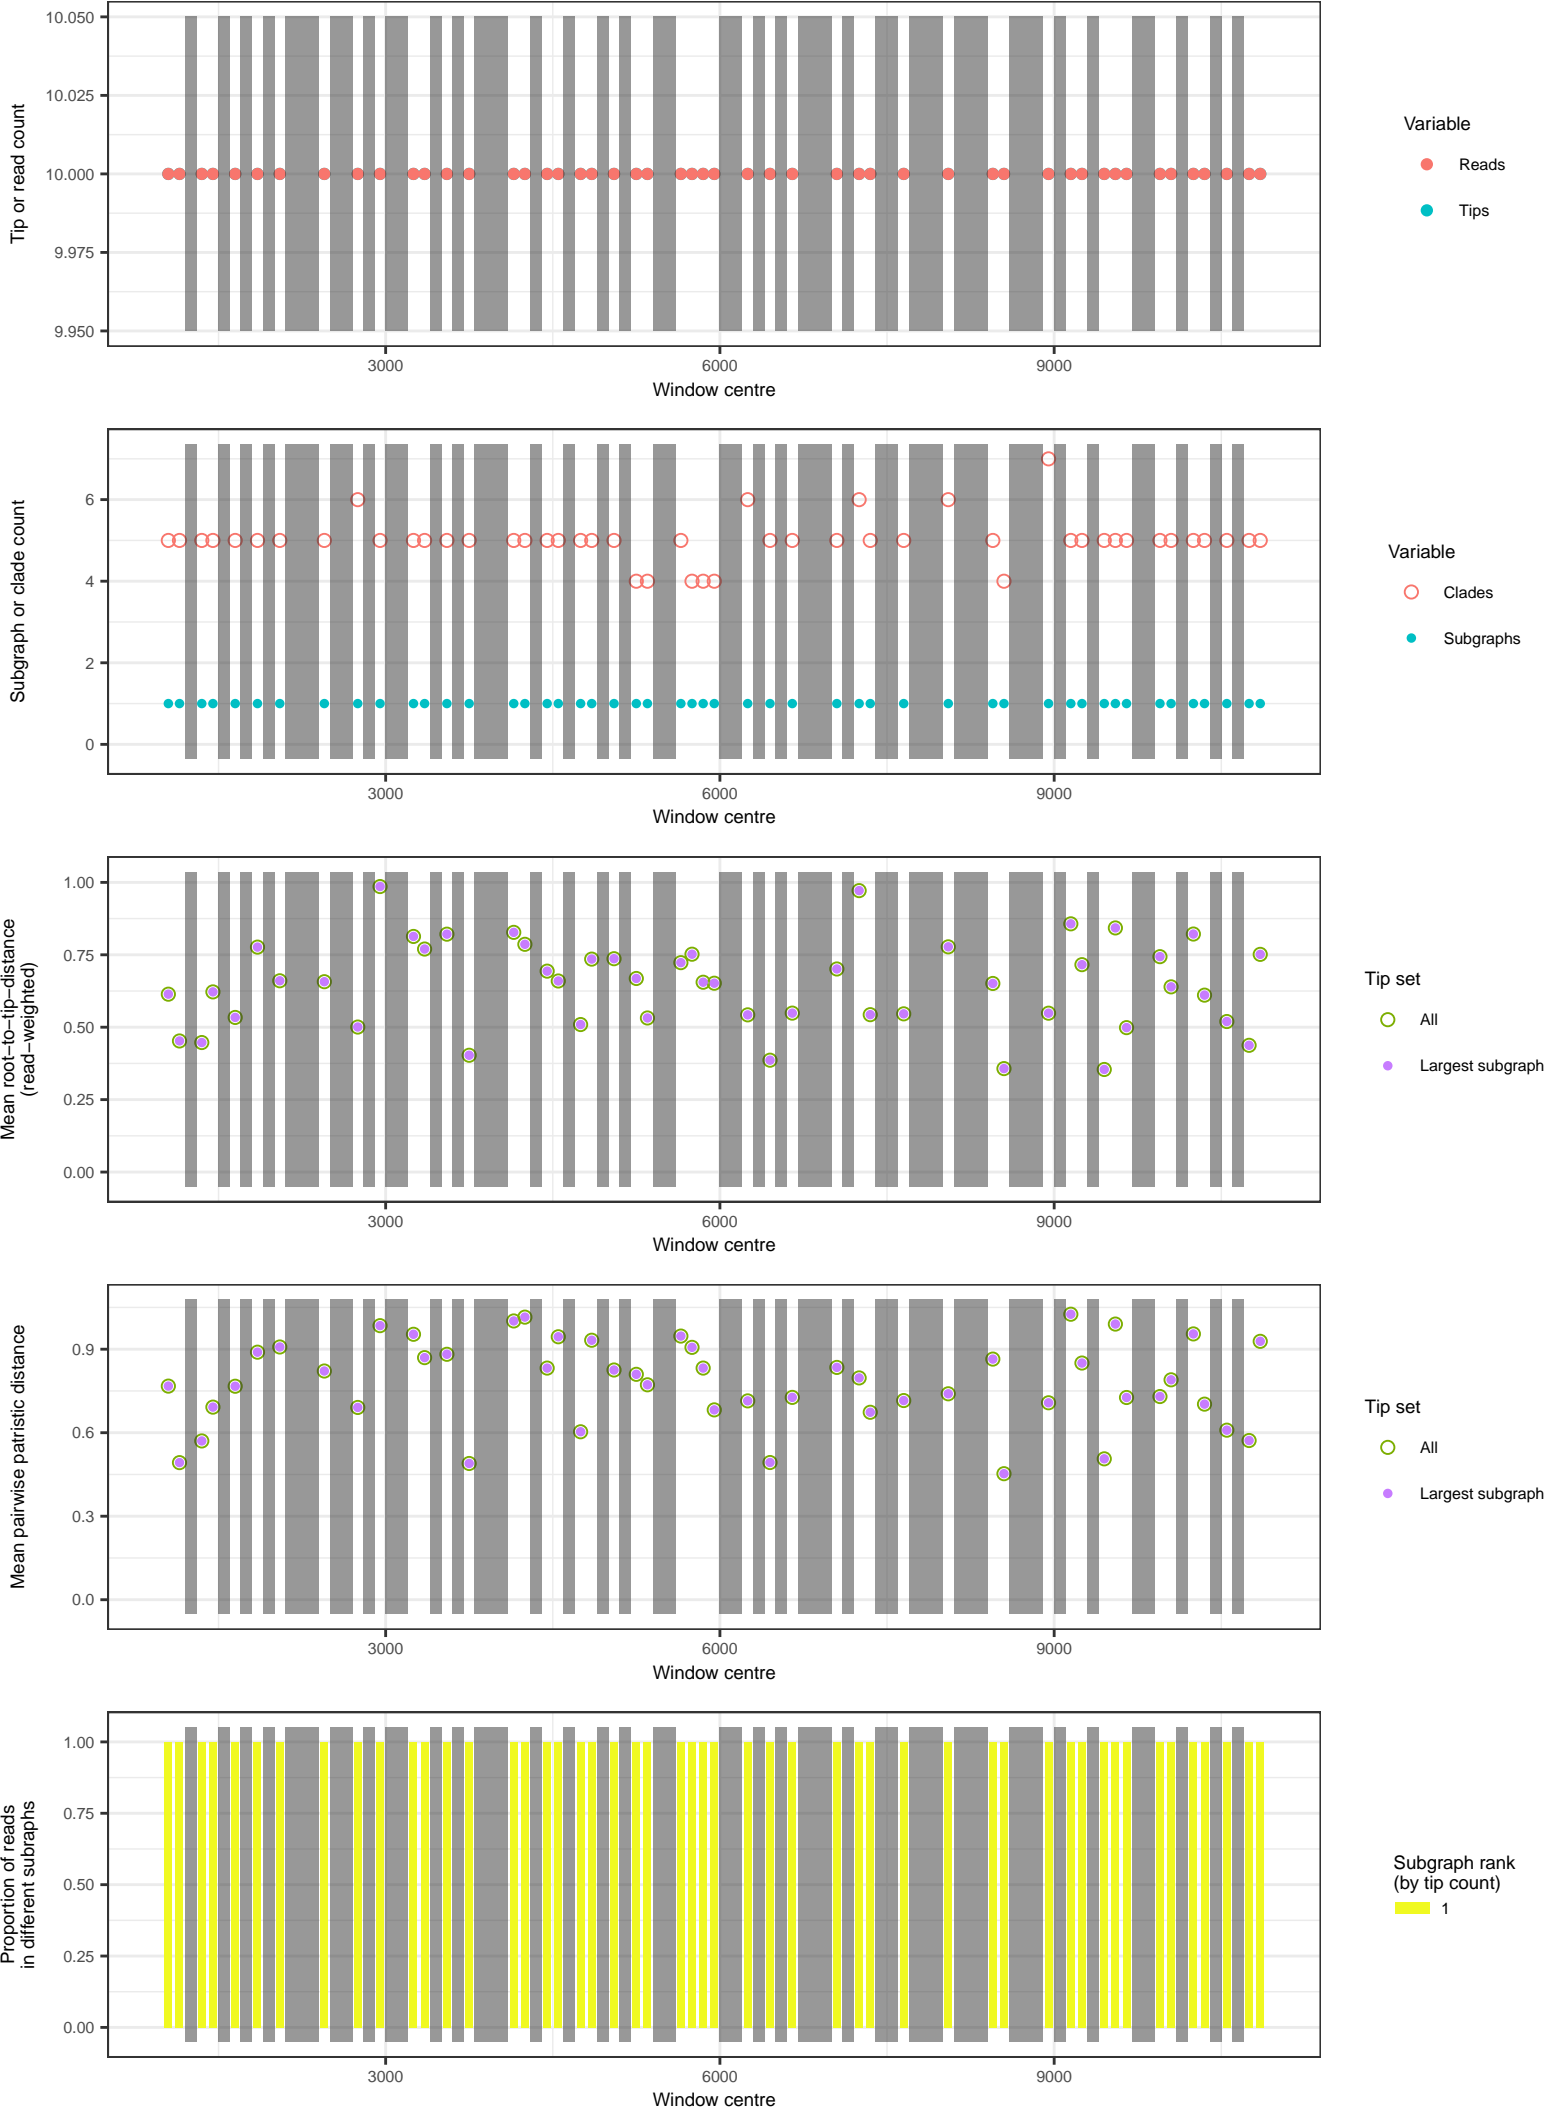 10.050
10.025
10.000
9.975
9.950
Tip or read count
3000
6000
9000
Window centre
Variable
Reads
Tips
6
4
2
0
Subgraph or clade count
3000
6000
9000
Window centre
Variable
Clades
Subgraphs
1.00
0.75
0.50
0.25
0.00
Mean root−to−tip−distance
(read−weighted)
3000
6000
9000
Window centre
Tip set
All
Largest subgraph
0.9
0.6
0.3
0.0
Mean pairwise patristic distance
3000
6000
9000
Window centre
Tip set
All
Largest subgraph
1.00
0.75
0.50
0.25
0.00
Proportion of reads
in different subraphs
3000
6000
9000
Window centre
Subgraph rank
(by tip count)
1